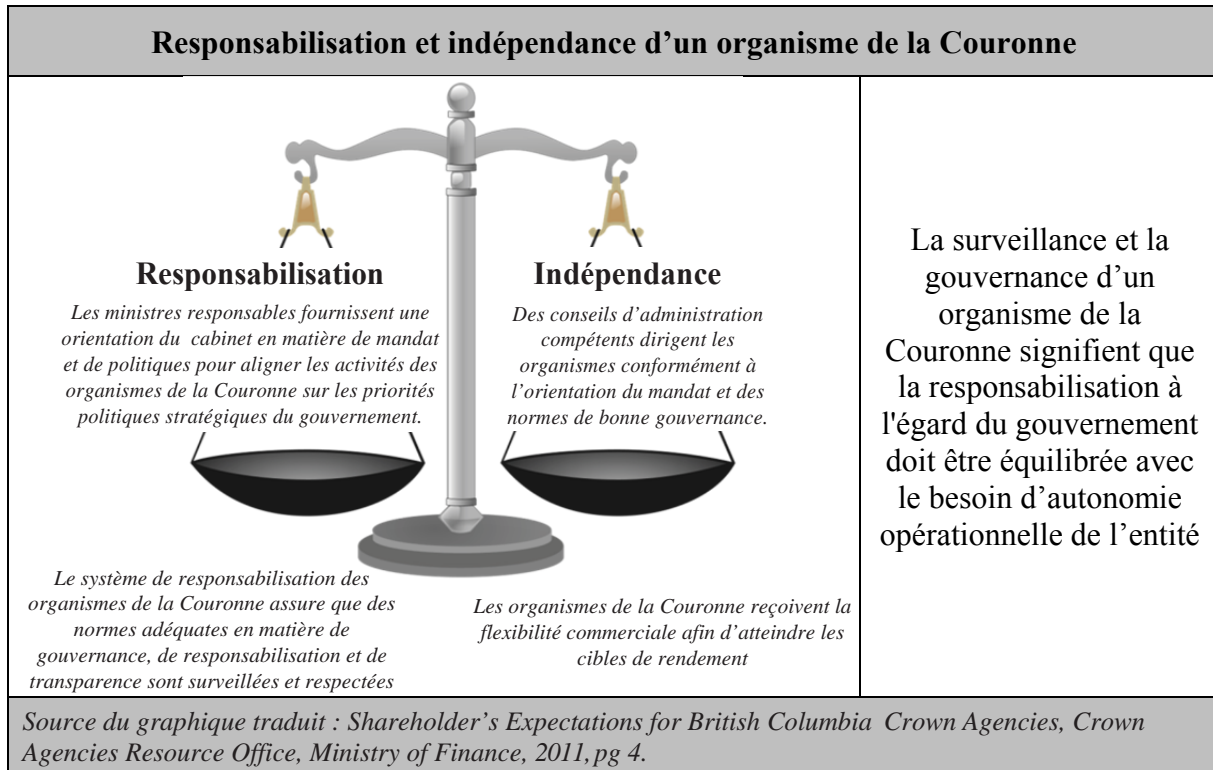 Responsabilisation et indépendance d’un organisme de la Couronne
Responsabilisation
Les ministres responsables fournissent une
orientation du cabinet en matière de mandat
et de politiques pour aligner les activités des
organismes de la Couronne sur les priorités
politiques stratégiques du gouvernement.
Indépendance
Des conseils d’administration
compétents dirigent les
organismes conformément à
l’orientation du mandat et des
normes de bonne gouvernance.
Le système de responsabilisation des
organismes de la Couronne assure que des
normes adéquates en matière de
gouvernance, de responsabilisation et de
transparence sont surveillées et respectées
Les organismes de la Couronne reçoivent la
flexibilité commerciale afin d’atteindre les
cibles de rendement
La surveillance et la
gouvernance d’un
organisme de la
Couronne signifient que
la responsabilisation à
l'égard du gouvernement
doit être équilibrée avec
le besoin d’autonomie
opérationnelle de l’entité
Source du graphique traduit : Shareholder’s Expectations for British Columbia Crown Agencies, Crown
Agencies Resource Office, Ministry of Finance, 2011, pg 4.